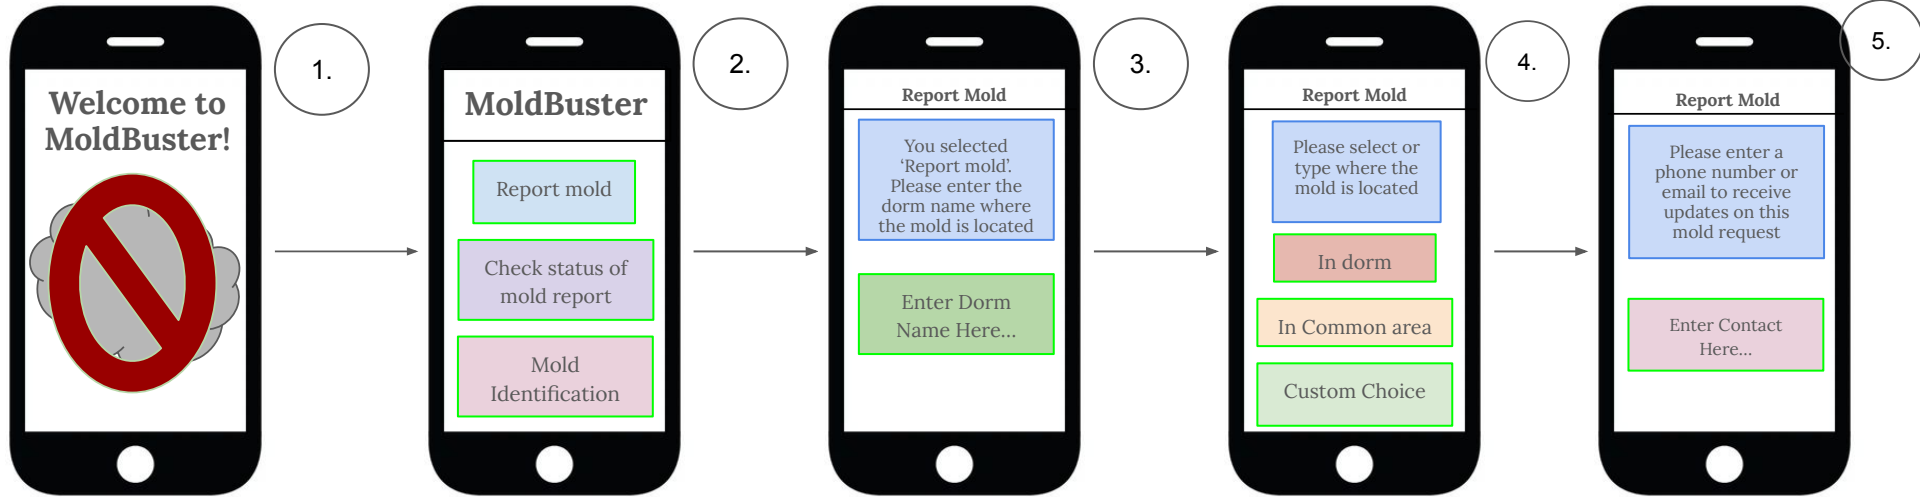 Welcome to
MoldBuster!
1.
MoldBuster
Report mold
Check status of
mold report
Mold
Identification
2.
Report Mold
You selected
‘Report mold’.
Please enter the
dorm name where
the mold is located
Enter Dorm
Name Here...
3.
Report Mold
Please select or
type where the
mold is located
In dorm
In Common area
Custom Choice
4.
Report Mold
Please enter a
phone number or
email to receive
updates on this
mold request
Enter Contact
Here...
5.